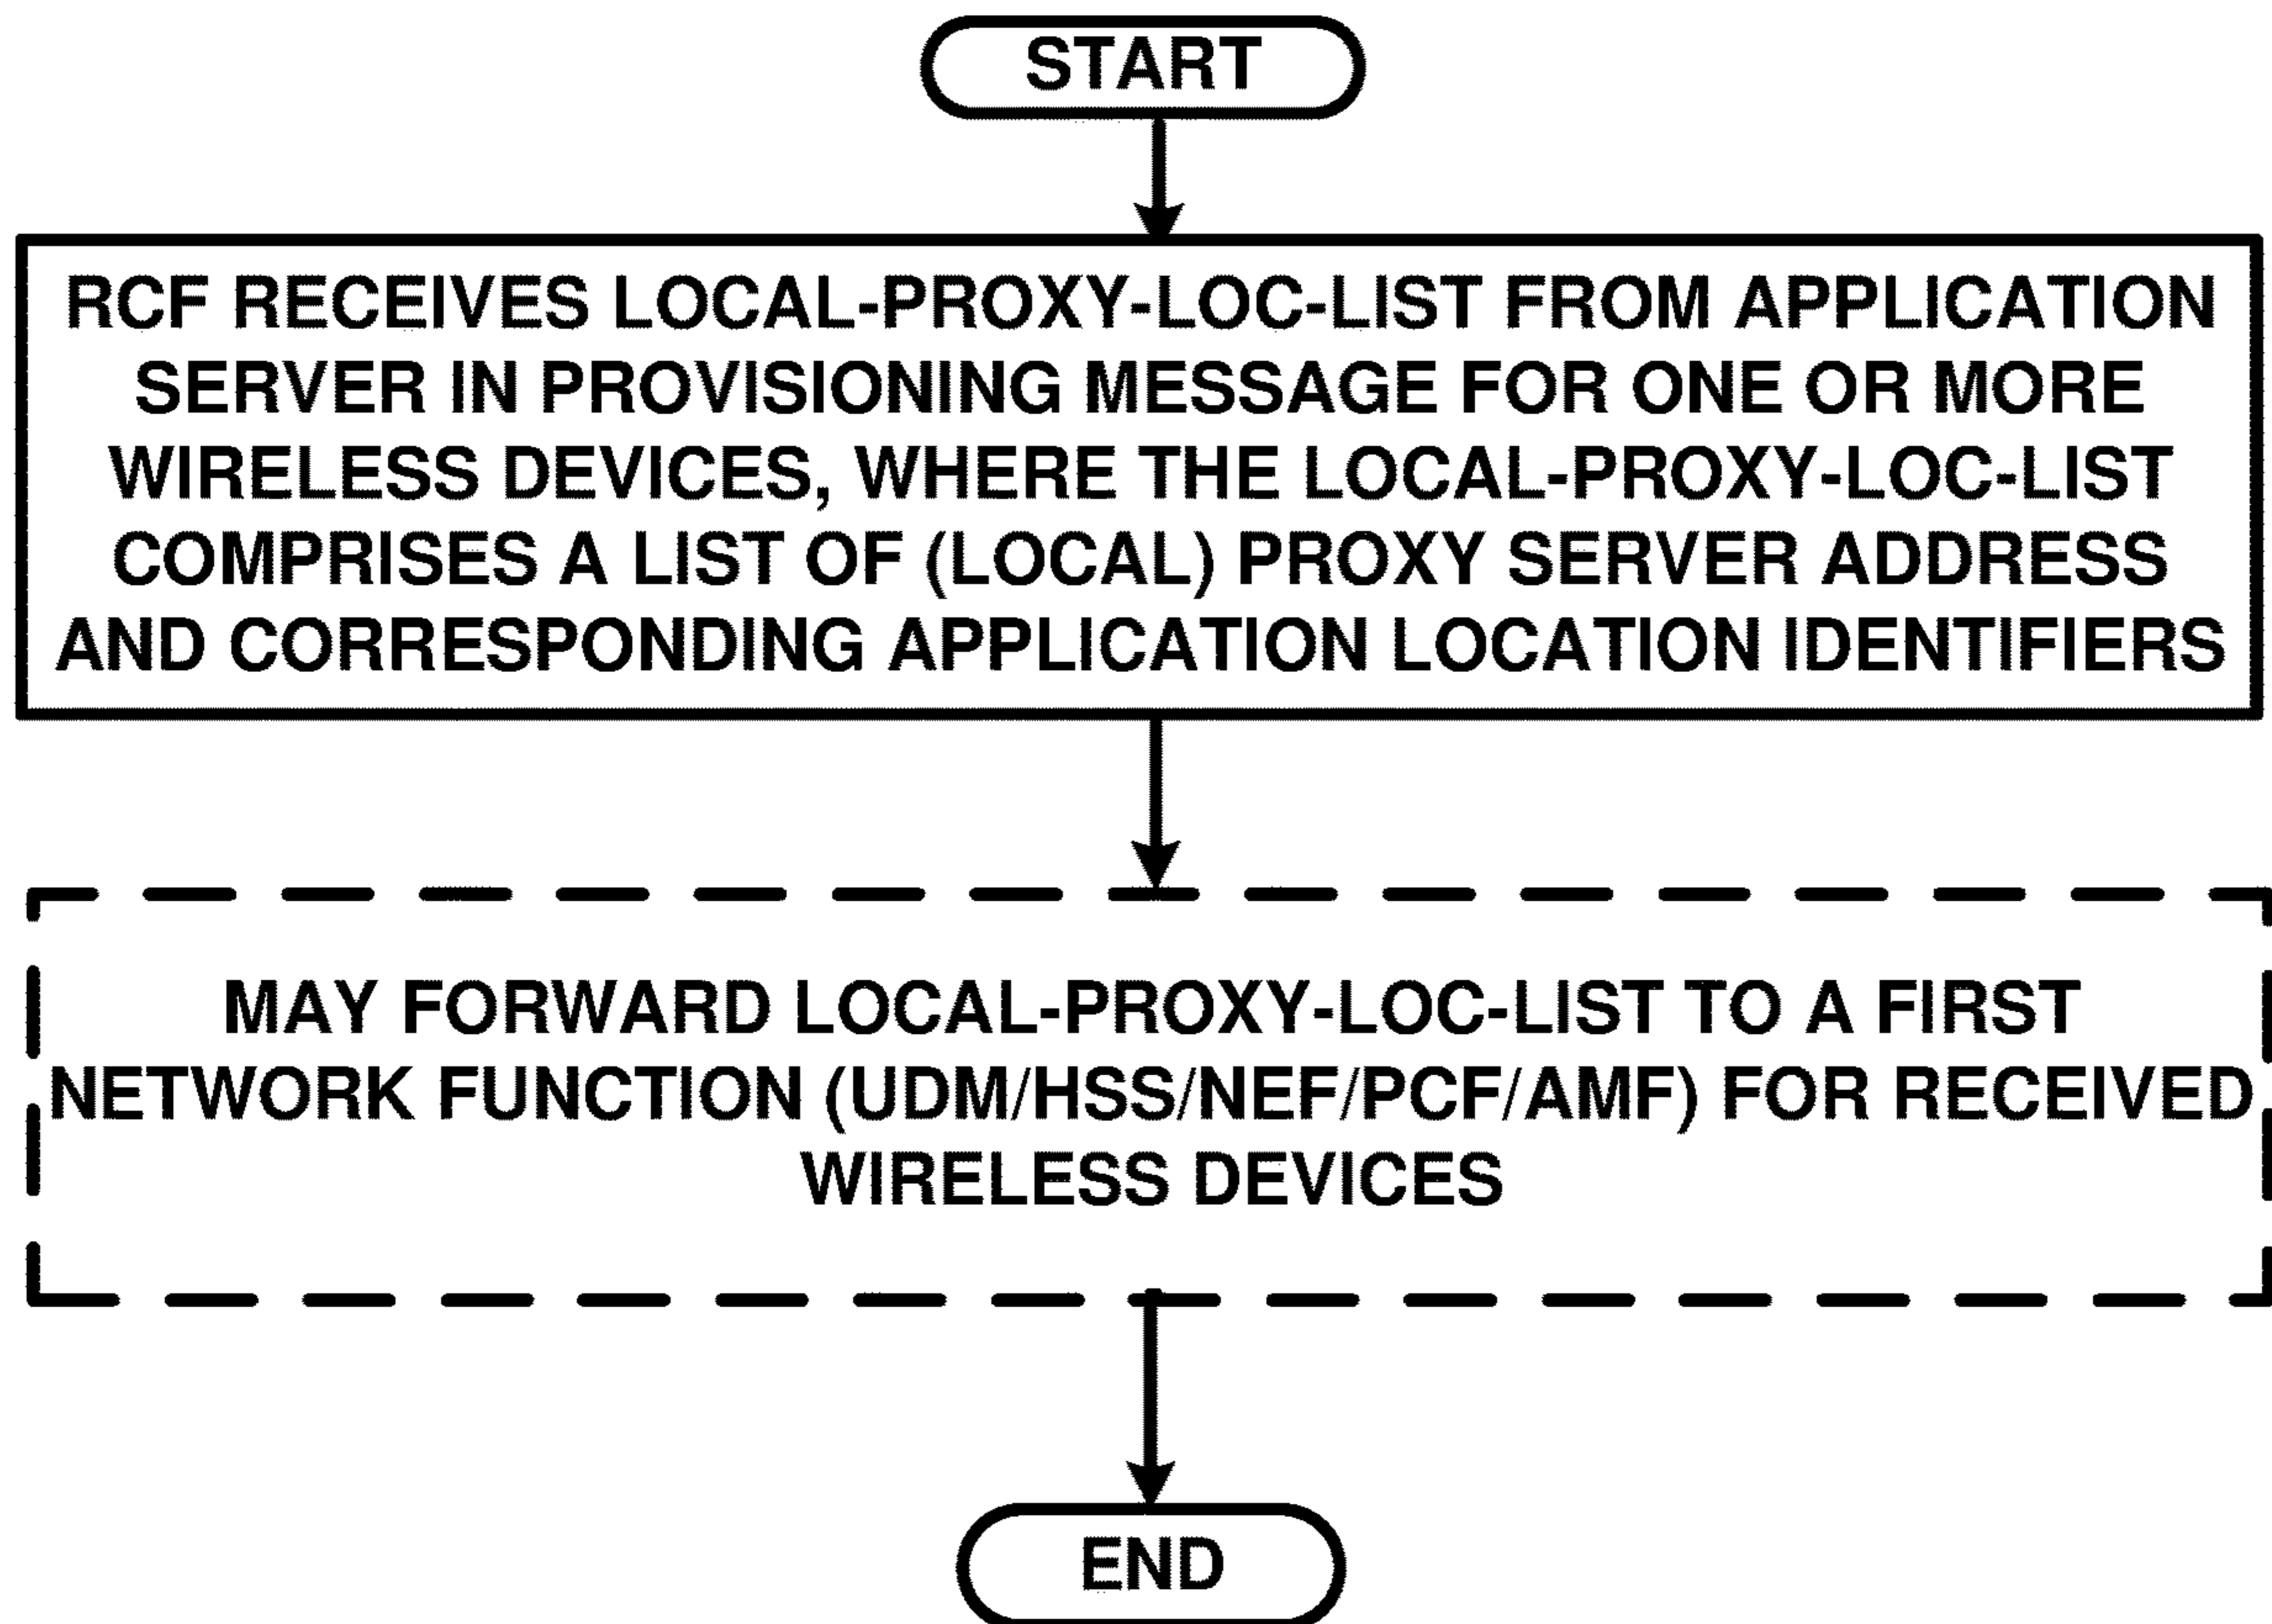 START
RCF RECEIVES LOCAL-PROXY-LOC-LIST FROM APPLICATION
SERVER IN PROVISIONING MESSAGE FOR ONE OR MORE
WIRELESS DEVICES, WHERE THE LOCAL-PROXY-LOC-LIST
COMPRISES A LIST OF (LOCAL) PROXY SERVER ADDRESS
AND CORRESPONDING APPLICATION LOCATION IDENTIFIERS
MAY FORWARD LOCAL-PROXY-LOC-LIST TO A FIRST
NETWORK FUNCTION (UDM/HSS/NEF/PCF/AMF) FOR RECEIVED
WIRELESS DEVICES
END